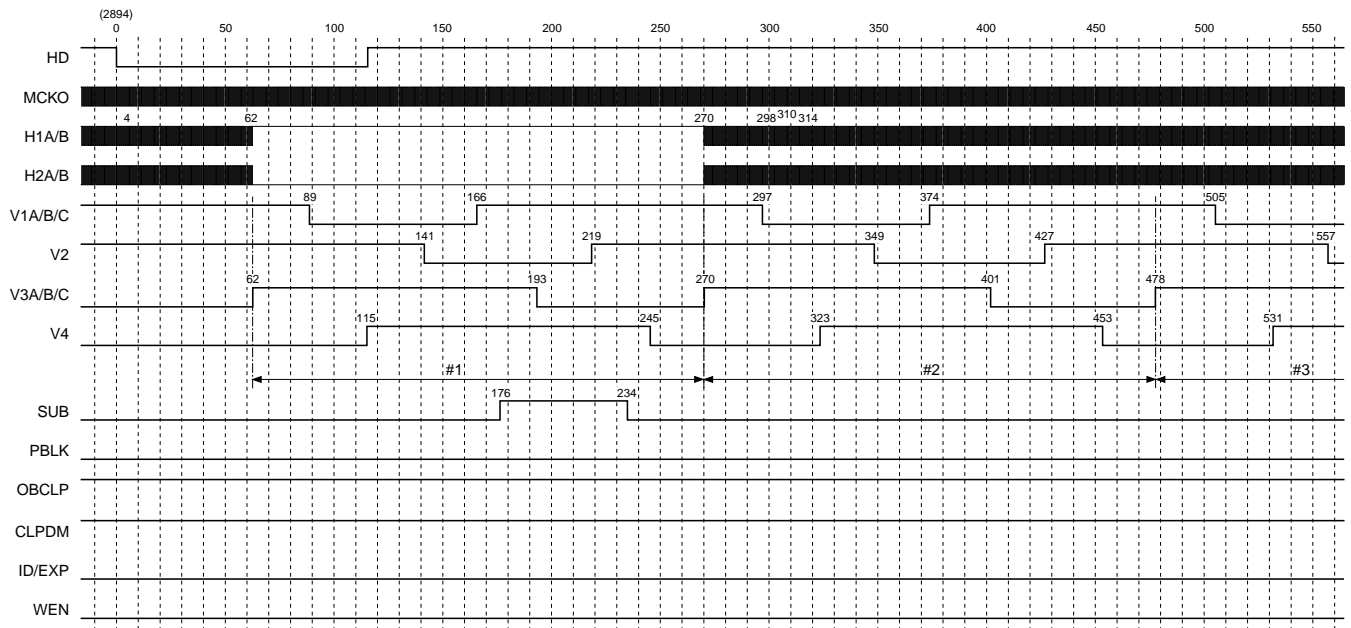 (2894)
0 50 100 150 200 250 300 350 400 450 500 550
HD
MCKO
4 62 270 298 310 314
H1A/B
H2A/B
89 166 297 374 505
V1A/B/C
141 219 349 427 557
V2
62 193 270 401 478
V3A/B/C
115 245 323 453 531
V4
#1 #2 #3
176 234
SUB
PBLK
OBCLP
CLPDM
ID/EXP
WEN